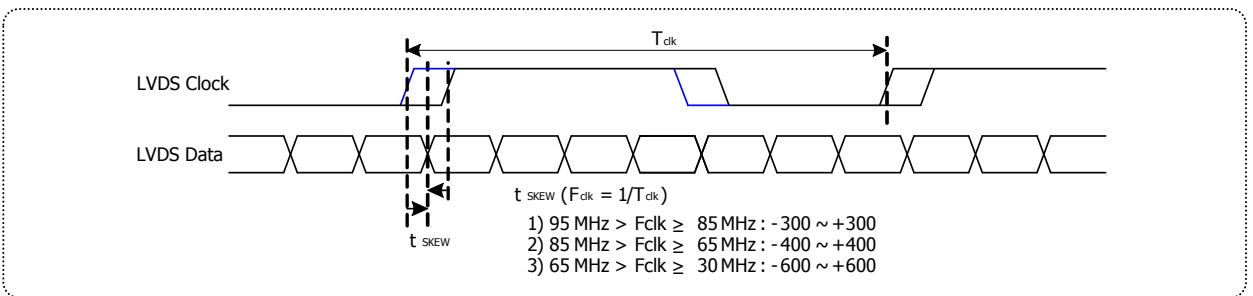 Tclk
LVDS Clock
LVDS Data
t SKEW (Fclk = 1/Tclk)
1) 95 MHz > Fclk ≥ 85 MHz : -300 ~ +300
2) 85 MHz > Fclk ≥ 65 MHz : -400 ~ +400
3) 65 MHz > Fclk ≥ 30 MHz : -600 ~ +600
t SKEW